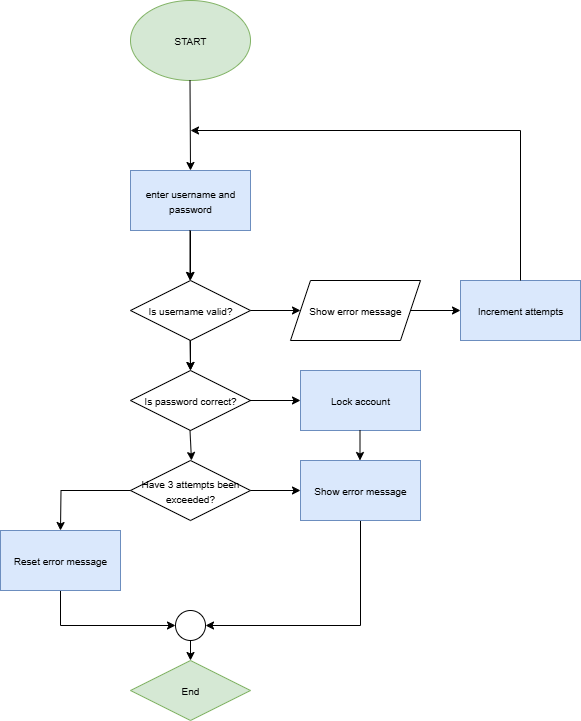 START
enter username and
password
Is username valid?
Show error message
Increment attempts
Is password correct?
Lock account
Have 3 attempts been
exceeded?
Show error message
Reset error message
End